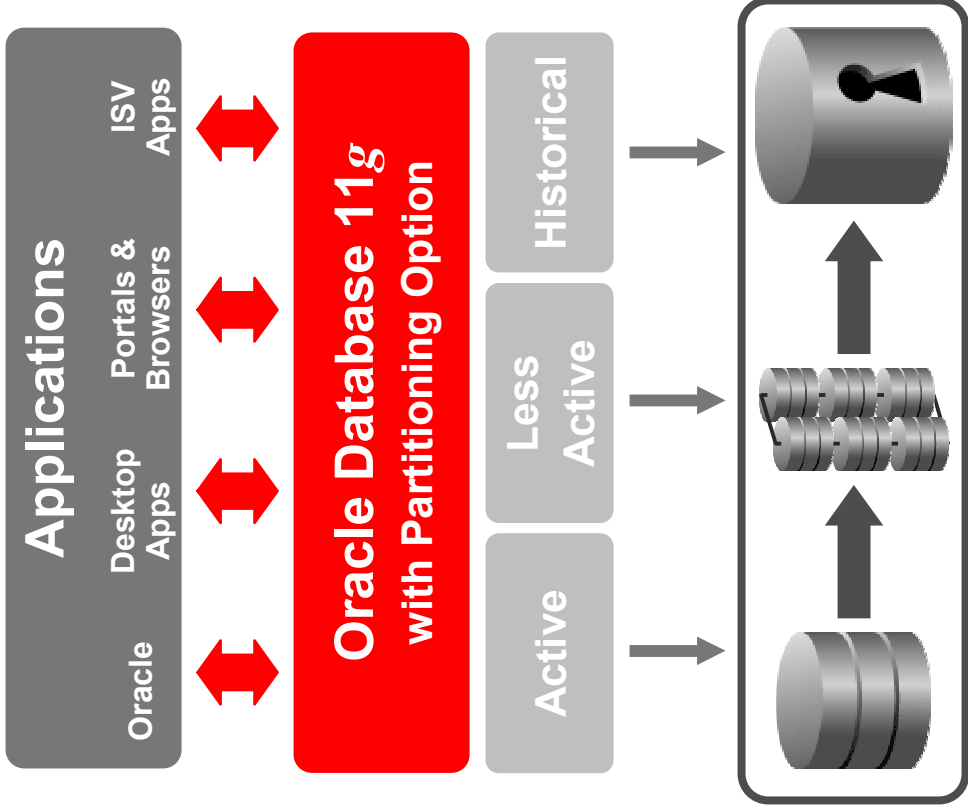 Applications
Oracle
Desktop
Apps
Portals &
Browsers
ISV
Apps
Oracle Database 11g
with Partitioning Option
Active
Less
Active
Historical